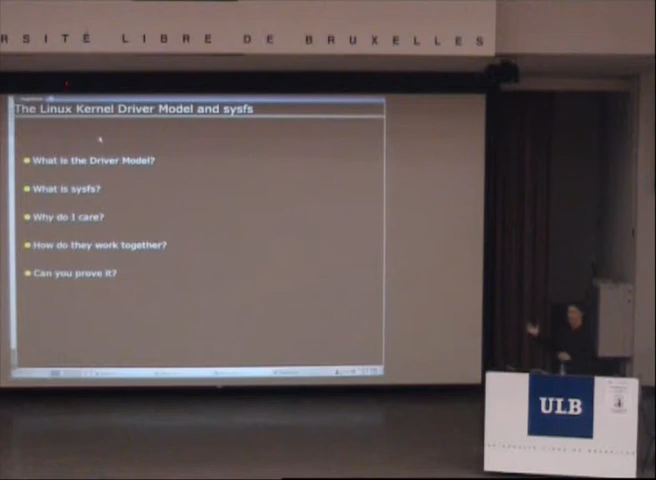 RSITÉ LIBRE DE BRUXELLES
The Linux Kernel Driver Model and sysfs
What is the Driver Model?
What is sysfs?
Why do I care?
How do they work together?
Can you prove it?
ULB